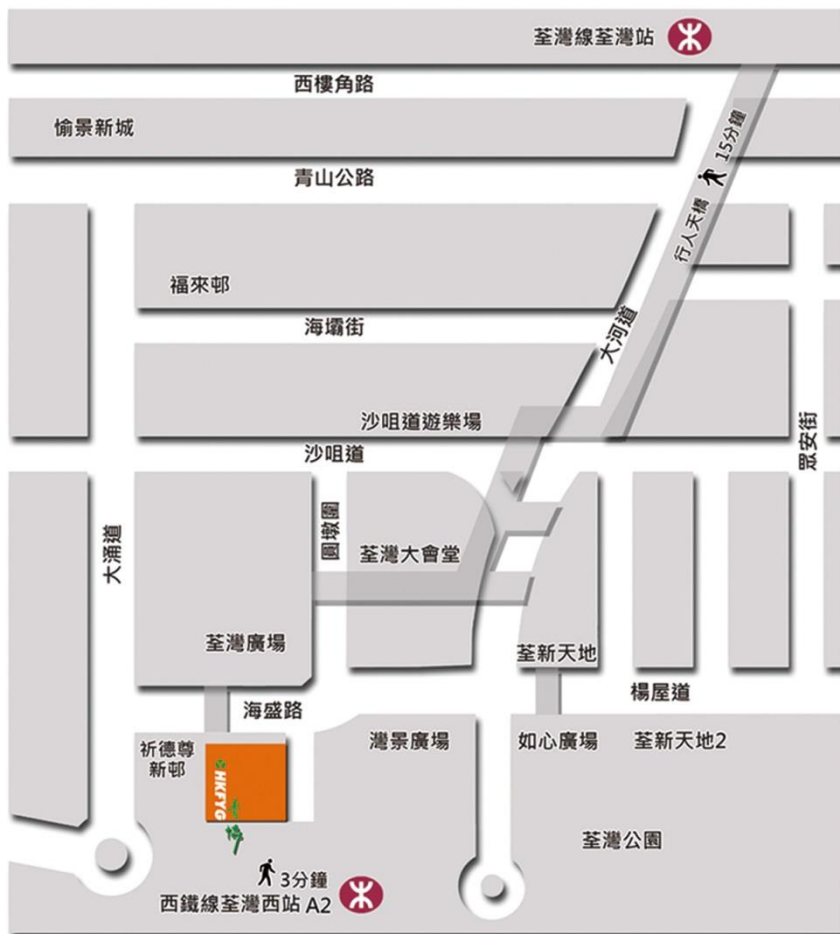 荃灣線荃灣站
西樓角路
愉景新城
15分鐘
青山公路
行人天橋
福來邨
海壩街
大河道
沙咀道遊樂場
眾安街
沙咀道
圓墩圍
大涌道
荃灣大會堂
荃灣廣場
荃新天地
楊屋道
海盛路
祈德尊
新邨
灣景廣場
如心廣場
荃新天地2
HKFYG
荃灣公園
3分鐘
西鐵線荃灣西站 A2